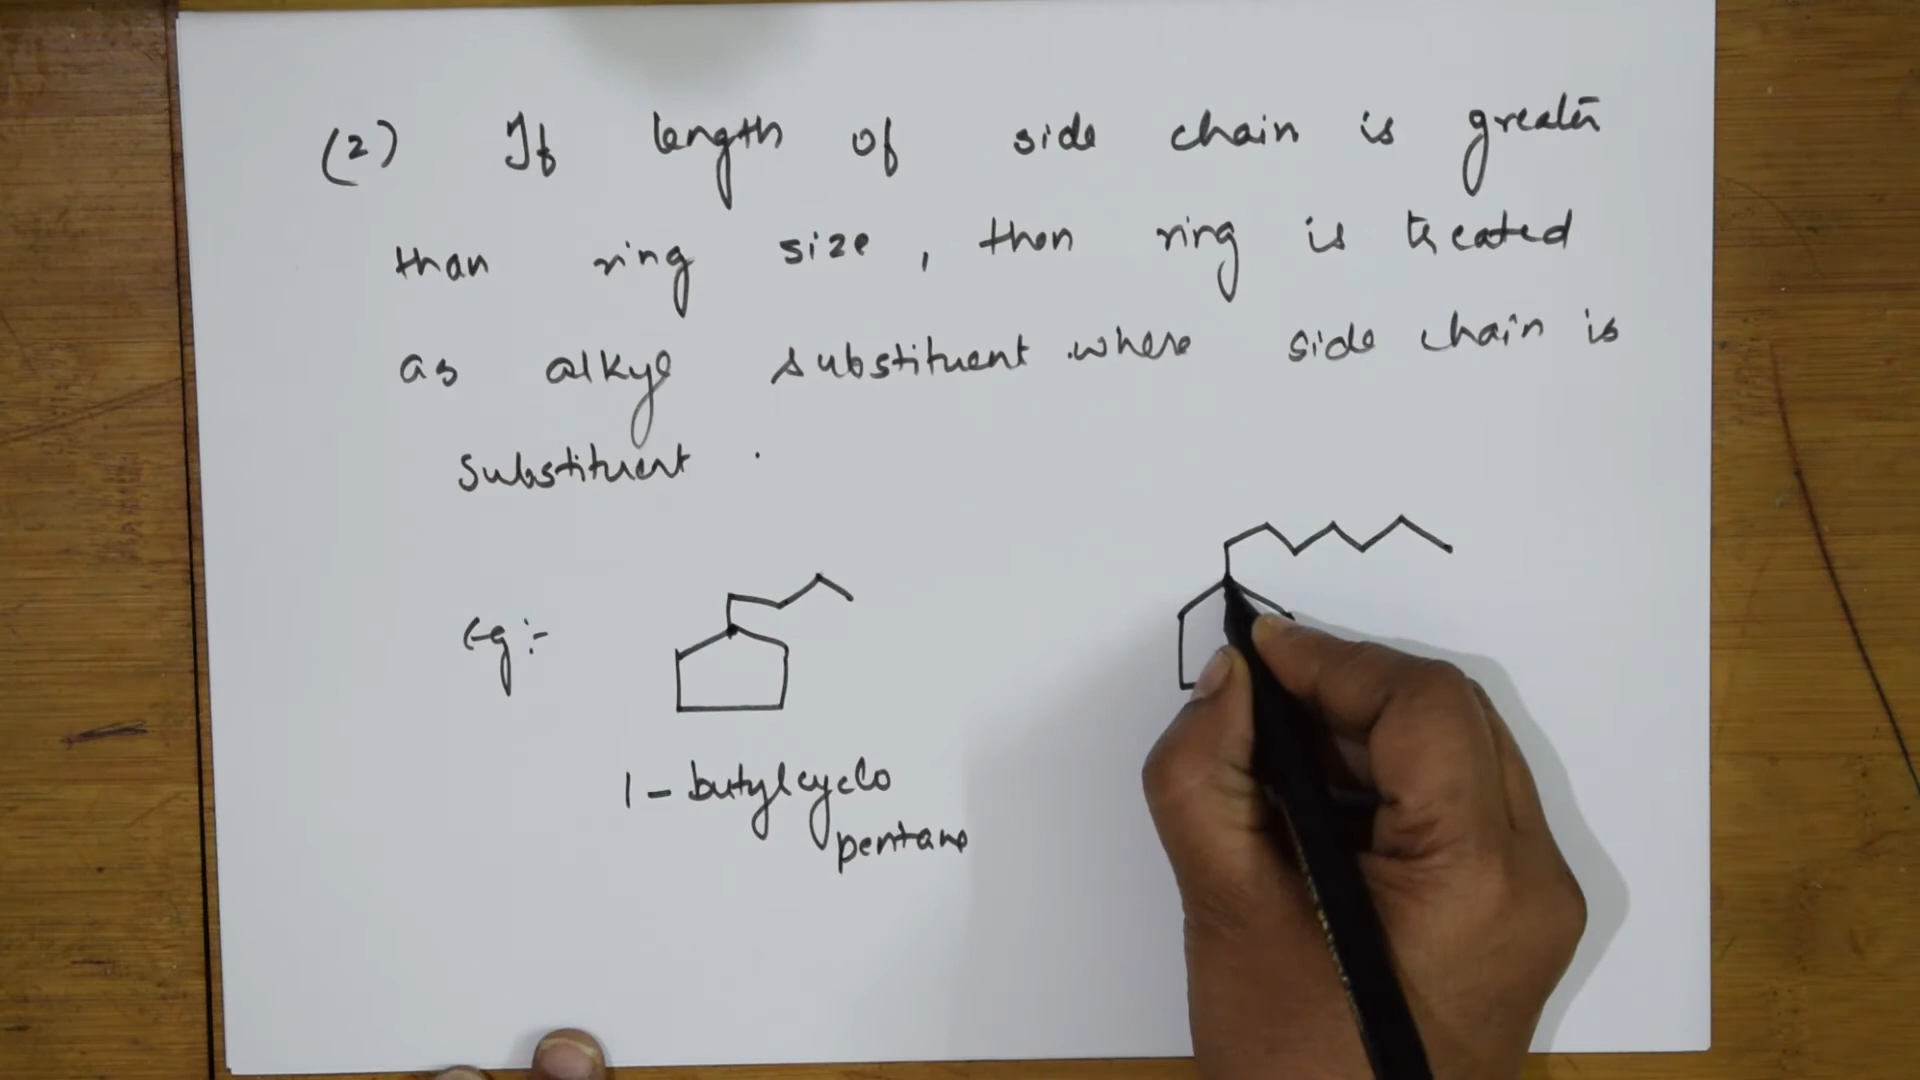 (2) If length of side chain is greater
than ring size, then ring is treated
as alkyl substituent where side chain is
substituent.
eg :-
1 - butylcyclo
pentane